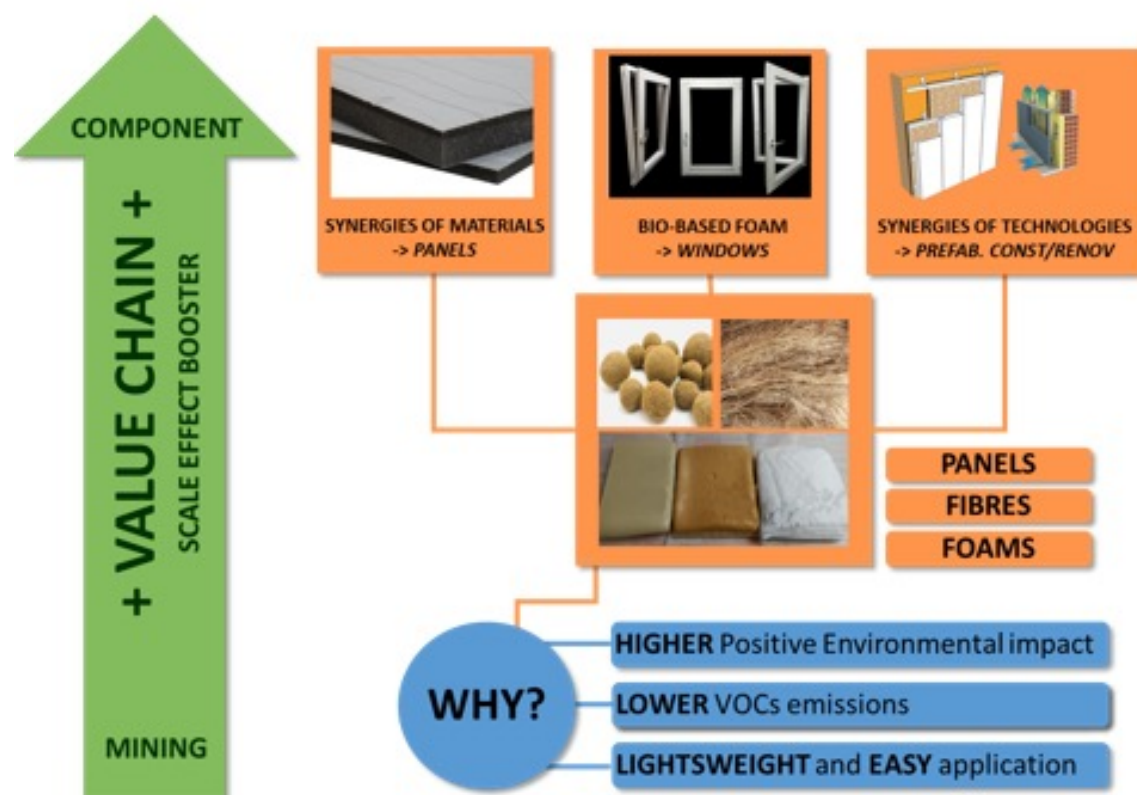 COMPONENT
+ VALUE CHAIN +
SCALE EFFECT BOOSTER
MINING
SYNERGIES OF MATERIALS
-> PANELS
BIO-BASED FOAM
-> WINDOWS
SYNERGIES OF TECHNOLOGIES
-> PREFAB. CONST/RENOV
PANELS
FIBRES
FOAMS
WHY?
HIGHER Positive Environmental impact
LOWER VOCs emissions
LIGHTSWEIGHT and EASY application